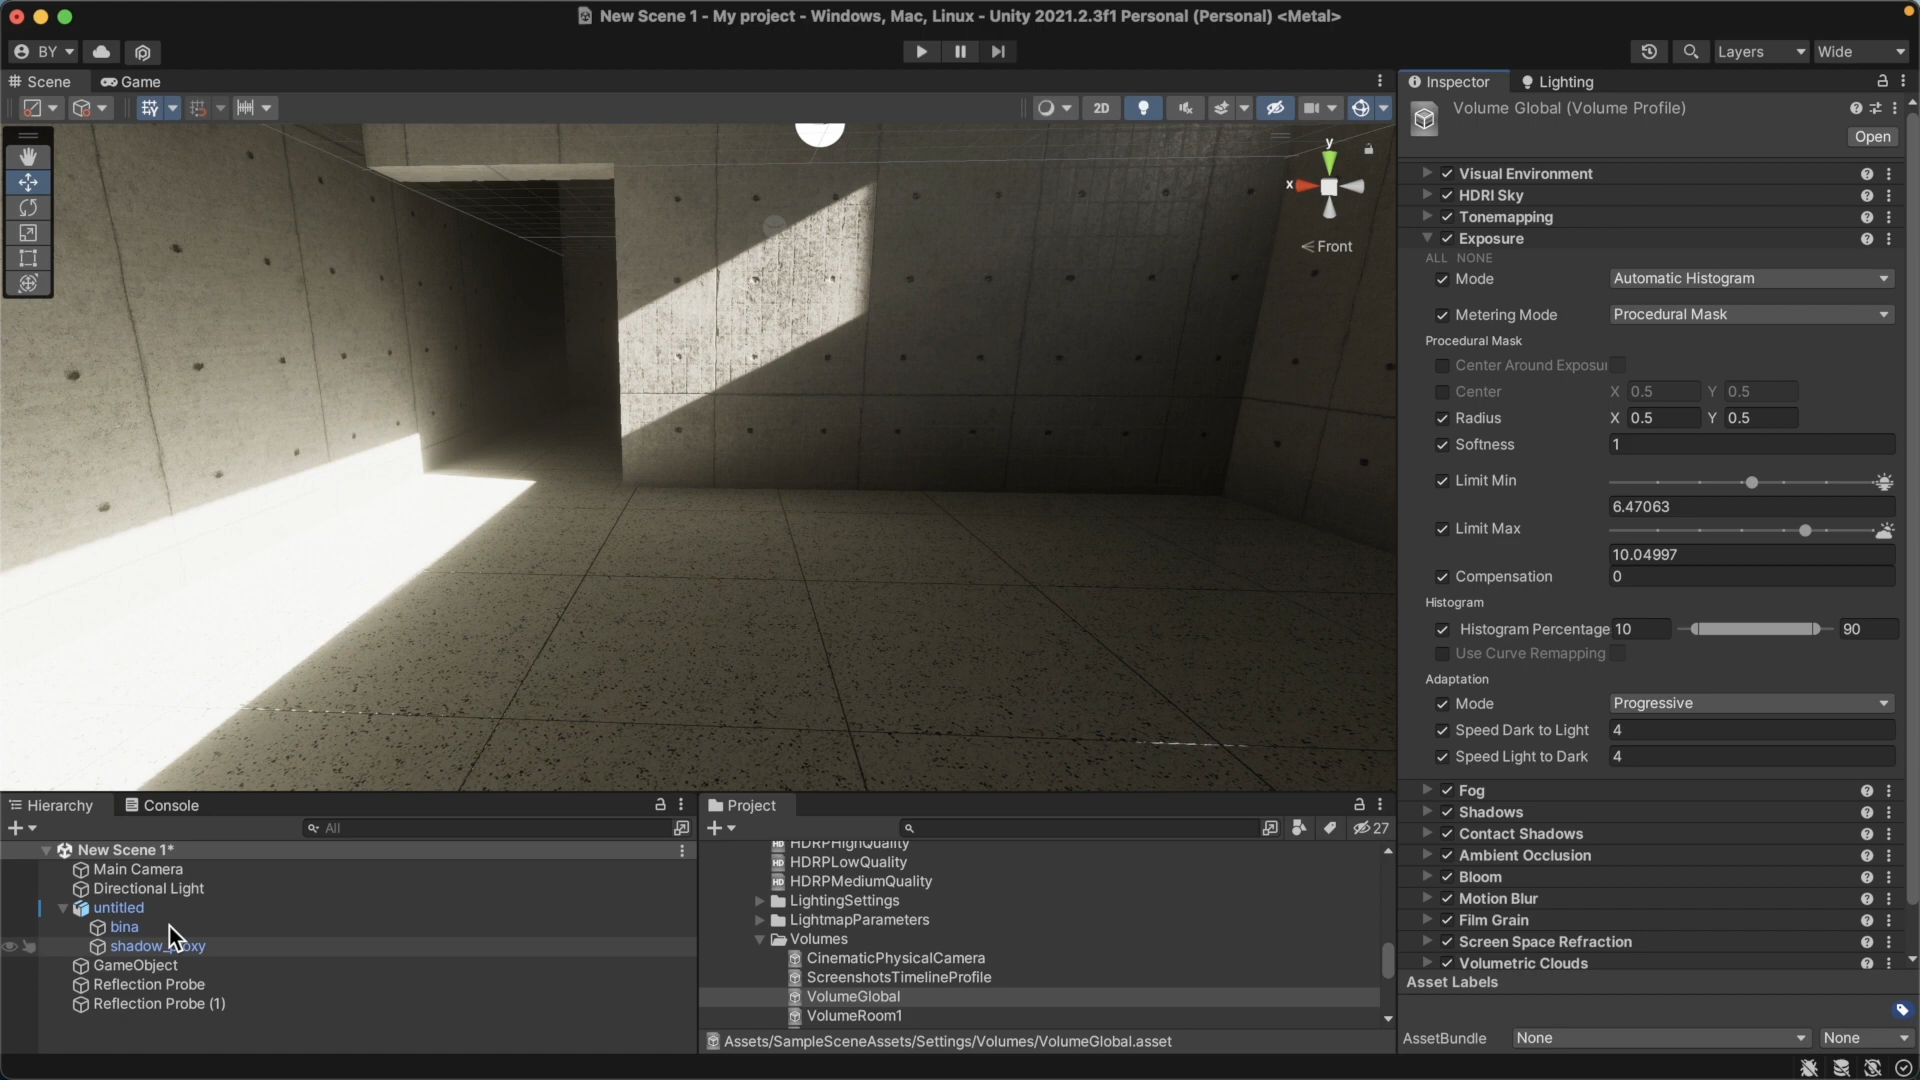 New Scene 1 - My project - Windows, Mac, Linux - Unity 2021.2.3f1 Personal (Personal) <Metal>
BY
Layers
Wide
Scene
Game
2D
y
x
Front
Inspector
Lighting
Volume Global (Volume Profile)
Open
Visual Environment
HDRI Sky
Tonemapping
Exposure
ALL NONE
Mode Automatic Histogram
Metering Mode Procedural Mask
Procedural Mask
Center Around Exposur
Center X 0.5 Y 0.5
Radius X 0.5 Y 0.5
Softness 1
Limit Min
6.47063
Limit Max
10.04997
Compensation 0
Histogram
Histogram Percentage 10 90
Use Curve Remapping
Adaptation
Mode Progressive
Speed Dark to Light 4
Speed Light to Dark 4
Fog
Shadows
Contact Shadows
Ambient Occlusion
Bloom
Motion Blur
Film Grain
Screen Space Refraction
Volumetric Clouds
Asset Labels
AssetBundle None None
Hierarchy
Console
All
New Scene 1*
Main Camera
Directional Light
untitled
bina
GameObject
Reflection Probe
Reflection Probe (1)
Project
27
HDRPHighQuality
HDRPLowQuality
HDRPMediumQuality
LightingSettings
LightmapParameters
Volumes
CinematicPhysicalCamera
ScreenshotsTimelineProfile
VolumeGlobal
VolumeRoom1
Assets/SampleSceneAssets/Settings/Volumes/VolumeGlobal.asset